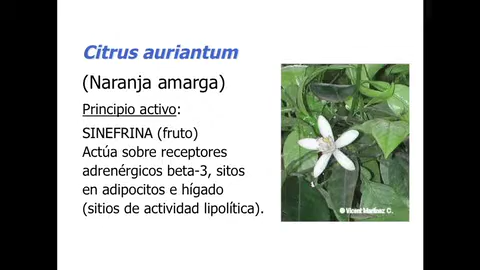 Citrus auriantum
(Naranja amarga)
Principio activo:
SINEFRINA (fruto)
Actúa sobre receptores
adrenérgicos beta-3, sitos
en adipocitos e hígado
(sitios de actividad lipolítica).
© Vicent Martínez C.